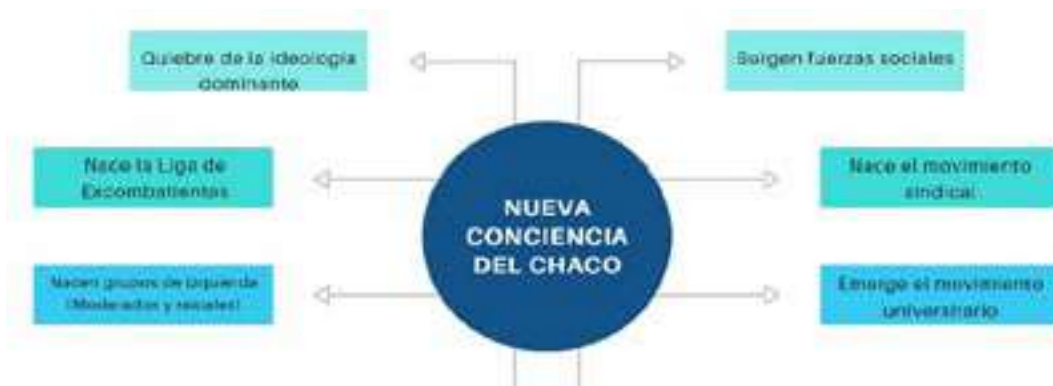 Quiebre de la ideología
dominante
Surgen fuerzas sociales
Nace la Liga de
Excombatientes
Nace el movimiento
sindical
NUEVA
CONCIENCIA
DEL CHACO
Nacen grupos de izquierda
(Moderados y
Emerge el movimiento
universitario